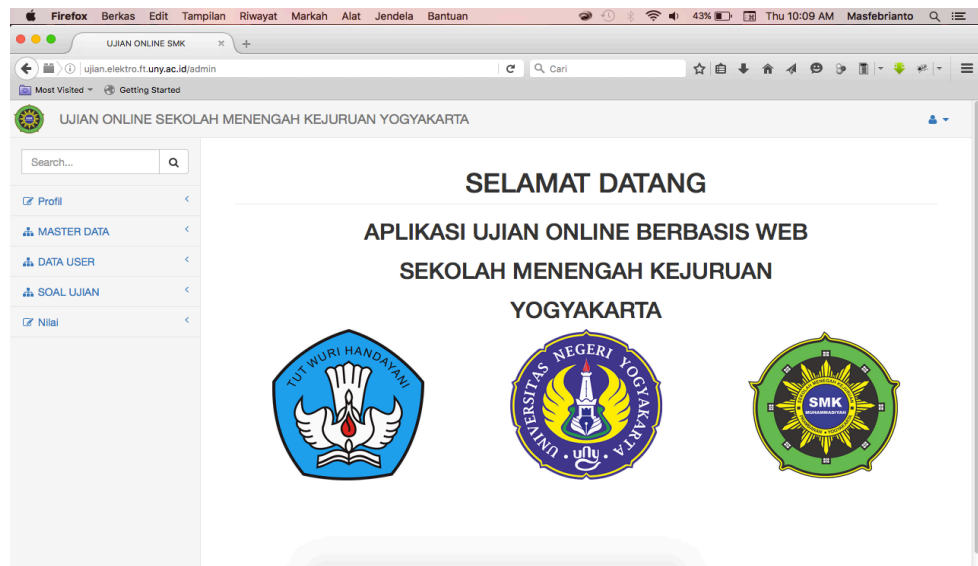 Firefox Berkas Edit Tampilan Riwayat Markah Alat Jendela Bantuan 43% Thu 10:09 AM Masfebrianto
UJIAN ONLINE SMK
ujian.elektro.ft.uny.ac.id/admin
Cari
Most Visited Getting Started
UJIAN ONLINE SEKOLAH MENENGAH KEJURUAN YOGYAKARTA
Search...
Profil
MASTER DATA
DATA USER
SOAL UJIAN
Nilai
SELAMAT DATANG
APLIKASI UJIAN ONLINE BERBASIS WEB
SEKOLAH MENENGAH KEJURUAN
YOGYAKARTA
TUT WURI HANDAYANI
UNIVERSITAS NEGERI YOGYAKARTA
uny
SMK
MUHAMMADIYAH